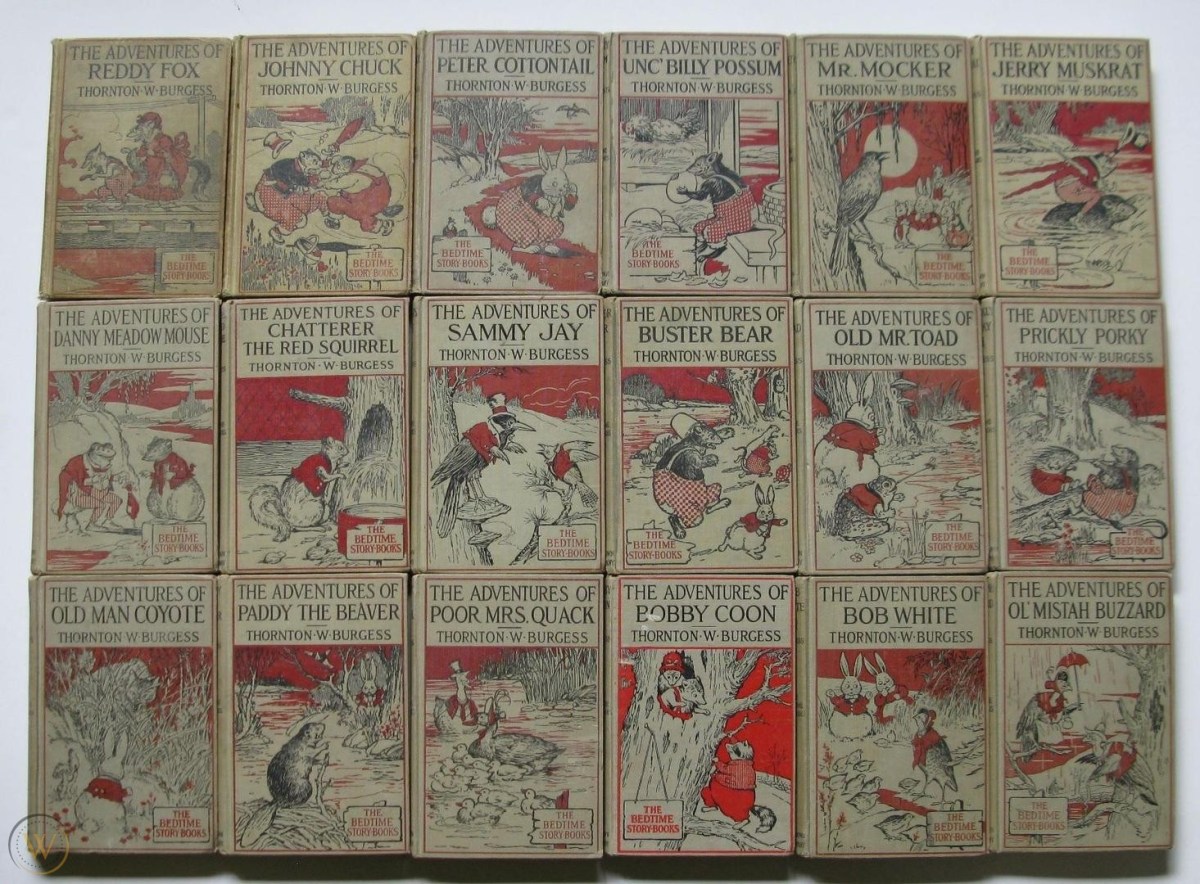 THE ADVENTURES OF
REDDY FOX
THORNTON·W·BURGESS
THE
BEDTIME
STORY-BOOKS
THE ADVENTURES OF
JOHNNY CHUCK
THORNTON·W·BURGESS
THE
BEDTIME
STORY-BOOKS
THE ADVENTURES OF
PETER COTTONTAIL
THORNTON·W·BURGESS
THE
BEDTIME
STORY-BOOKS
THE ADVENTURES OF
UNC' BILLY POSSUM
THORNTON·W·BURGESS
THE
BEDTIME
STORY-BOOKS
THE ADVENTURES OF
MR. MOCKER
THORNTON·W·BURGESS
THE
BEDTIME
STORY-BOOKS
THE ADVENTURES OF
JERRY MUSKRAT
THORNTON·W·BURGESS
THE
BEDTIME
STORY-BOOKS
THE ADVENTURES OF
DANNY MEADOW MOUSE
THORNTON·W·BURGESS
THE
BEDTIME
STORY-BOOKS
THE ADVENTURES OF
CHATTERER
THE RED SQUIRREL
THORNTON·W·BURGESS
THE
BEDTIME
STORY-BOOKS
THE ADVENTURES OF
SAMMY JAY
THORNTON·W·BURGESS
THE
BEDTIME
STORY-BOOKS
THE ADVENTURES OF
BUSTER BEAR
THORNTON·W·BURGESS
THE
BEDTIME
STORY-BOOKS
THE ADVENTURES OF
OLD MR. TOAD
THORNTON·W·BURGESS
THE
BEDTIME
STORY-BOOKS
THE ADVENTURES OF
PRICKLY PORKY
THORNTON·W·BURGESS
THE
BEDTIME
STORY-BOOKS
THE ADVENTURES OF
OLD MAN COYOTE
THORNTON·W·BURGESS
THE
BEDTIME
STORY-BOOKS
THE ADVENTURES OF
PADDY THE BEAVER
THORNTON·W·BURGESS
THE
BEDTIME
STORY-BOOKS
THE ADVENTURES OF
POOR MRS. QUACK
THORNTON·W·BURGESS
THE
BEDTIME
STORY-BOOKS
THE ADVENTURES OF
BOBBY COON
THORNTON·W·BURGESS
THE
BEDTIME
STORY-BOOKS
THE ADVENTURES OF
BOB WHITE
THORNTON·W·BURGESS
THE
BEDTIME
STORY-BOOKS
THE ADVENTURES OF
OL' MISTAH BUZZARD
THORNTON·W·BURGESS
THE
BEDTIME
STORY-BOOKS
W